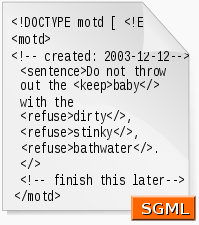 <!DOCTYPE motd [ <!E
<motd>
<!-- created: 2003-12-12-->
<sentence>Do not throw
out the <keep>baby</>
with the
<refuse>dirty</>,
<refuse>stinky</>,
<refuse>bathwater</>.
</>
<!-- finish this later-->
</motd>
SGML